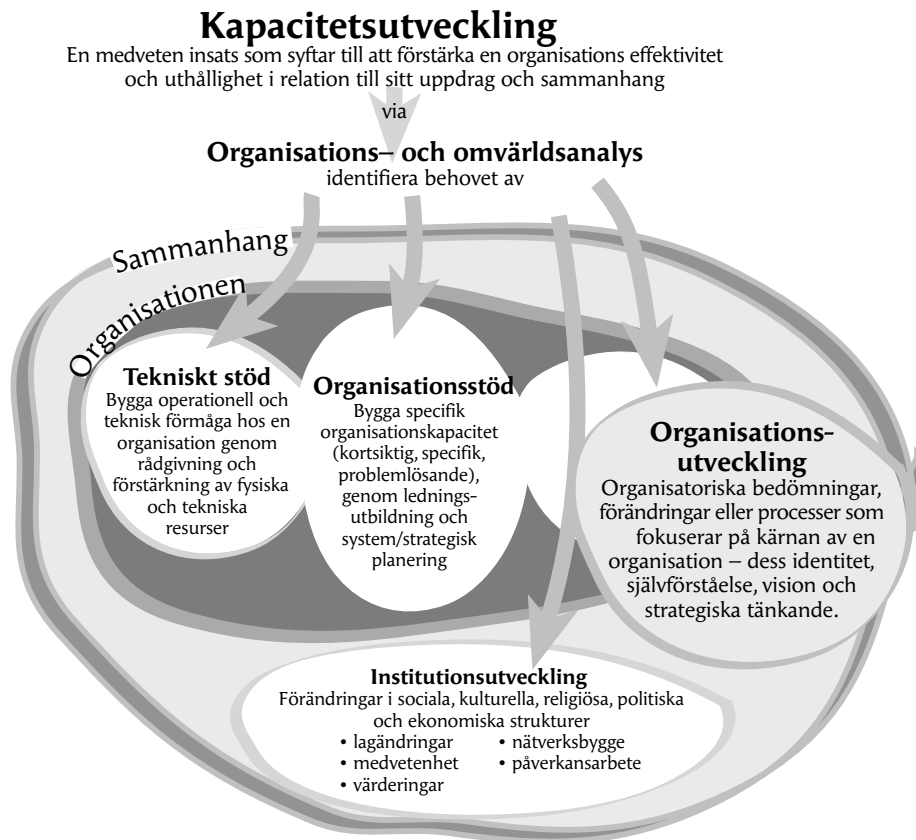 Kapacitetsutveckling
En medveten insats som syftar till att förstärka en organisations effektivitet
och uthållighet i relation till sitt uppdrag och sammanhang
via
Organisations– och omvärldsanalys
identifiera behovet av
Sammanhang
Organisationen
Tekniskt stöd
Bygga operationell och
teknisk förmåga hos en
organisation genom
rådgivning och
förstärkning av fysiska
och tekniska
resurser
Organisationsstöd
Bygga specifik
organisationskapacitet
(kortsiktig, specifik,
problemlösande),
genom lednings-
utbildning och
system/strategisk
planering
Organisations-
utveckling
Organisatoriska bedömningar,
förändringar eller processer som
fokuserar på kärnan av en
organisation – dess identitet,
självförståelse, vision och
strategiska tänkande.
Institutionsutveckling
Förändringar i sociala, kulturella, religiösa, politiska
och ekonomiska strukturer
• lagändringar
• medvetenhet
• värderingar
• nätverksbygge
• påverkansarbete